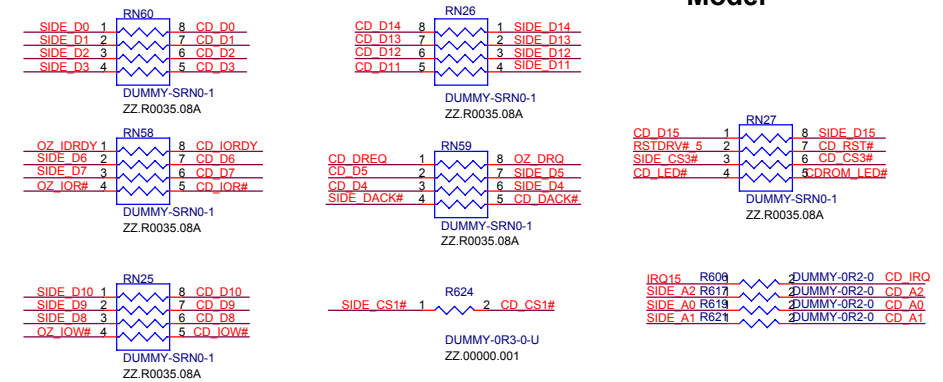 Model
RN60
SIDE_D0 1 8 CD_D0
SIDE_D1 2 7 CD_D1
SIDE_D2 3 6 CD_D2
SIDE_D3 4 5 CD_D3
DUMMY-SRN0-1
ZZ.R0035.08A
RN26
CD_D14 8 1 SIDE_D14
CD_D13 7 2 SIDE_D13
CD_D12 6 3 SIDE_D12
CD_D11 5 4 SIDE_D11
DUMMY-SRN0-1
ZZ.R0035.08A
RN58
OZ_IDRDY 1 8 CD_IORDY
SIDE_D6 2 7 CD_D6
SIDE_D7 3 6 CD_D7
OZ_IOR# 4 5 CD_IOR#
DUMMY-SRN0-1
ZZ.R0035.08A
RN59
CD_DREQ 1 8 OZ_DRQ
CD_D5 2 7 SIDE_D5
CD_D4 3 6 SIDE_D4
SIDE_DACK# 4 5 CD_DACK#
DUMMY-SRN0-1
ZZ.R0035.08A
RN27
CD_D15 1 8 SIDE_D15
RSTDRV#_5 2 7 CD_RST#
SIDE_CS3# 3 6 CD_CS3#
CD_LED# 4 5 CDROM_LED#
DUMMY-SRN0-1
ZZ.R0035.08A
RN25
SIDE_D10 1 8 CD_D10
SIDE_D9 2 7 CD_D9
SIDE_D8 3 6 CD_D8
OZ_IOW# 4 5 CD_IOW#
DUMMY-SRN0-1
ZZ.R0035.08A
R624
SIDE_CS1# 1 2 CD_CS1#
DUMMY-0R3-0-U
ZZ.00000.001
IRQ15 R606 1 2 DUMMY-0R2-0 CD_IRQ
SIDE_A2 R617 1 2 DUMMY-0R2-0 CD_A2
SIDE_A0 R619 1 2 DUMMY-0R2-0 CD_A0
SIDE_A1 R621 1 2 DUMMY-0R2-0 CD_A1